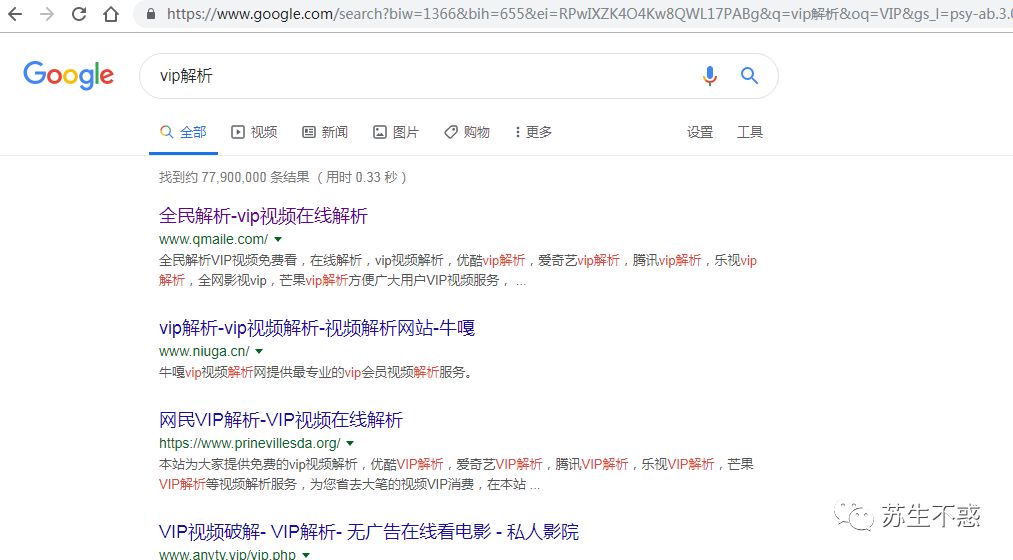 https://www.google.com/search?biw=1366&bih=655&ei=RPwIXZK4O4Kw8QWL17PABg&q=vip解析&oq=VIP&gs_l=psy-ab.3.
Google vip解析
全部 视频 新闻 图片 购物 更多 设置 工具
找到约 77,900,000 条结果 （用时 0.33 秒）
全民解析-vip视频在线解析
www.qmaile.com/
全民解析VIP视频免费看，在线解析，vip视频解析，优酷vip解析，爱奇艺vip解析，腾讯vip解析，乐视vip
解析，全网影视vip，芒果vip解析方便广大用户VIP视频服务， ...
vip解析-vip视频解析-视频解析网站-牛嘎
www.niuga.cn/
牛嘎vip视频解析网提供最专业的vip会员视频解析服务。
网民VIP解析-VIP视频在线解析
https://www.prinevillesda.org/
本站为大家提供免费的vip视频解析，优酷VIP解析，爱奇艺VIP解析，腾讯VIP解析，乐视VIP解析，芒果
VIP解析等视频解析服务，为您省去大笔的视频VIP消费，在本站 ...
VIP视频破解- VIP解析- 无广告在线看电影 - 私人影院
www.anytv.vip/vip.php
苏生不惑